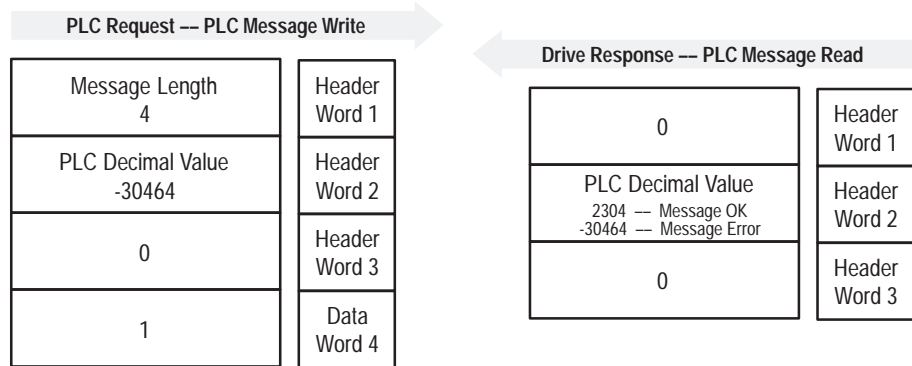 PLC Request –– PLC Message Write
Message Length
4
Header
Word 1
PLC Decimal Value
-30464
Header
Word 2
0
Header
Word 3
1
Data
Word 4
Drive Response –– PLC Message Read
0
Header
Word 1
PLC Decimal Value
2304 –– Message OK
-30464 –– Message Error
Header
Word 2
0
Header
Word 3